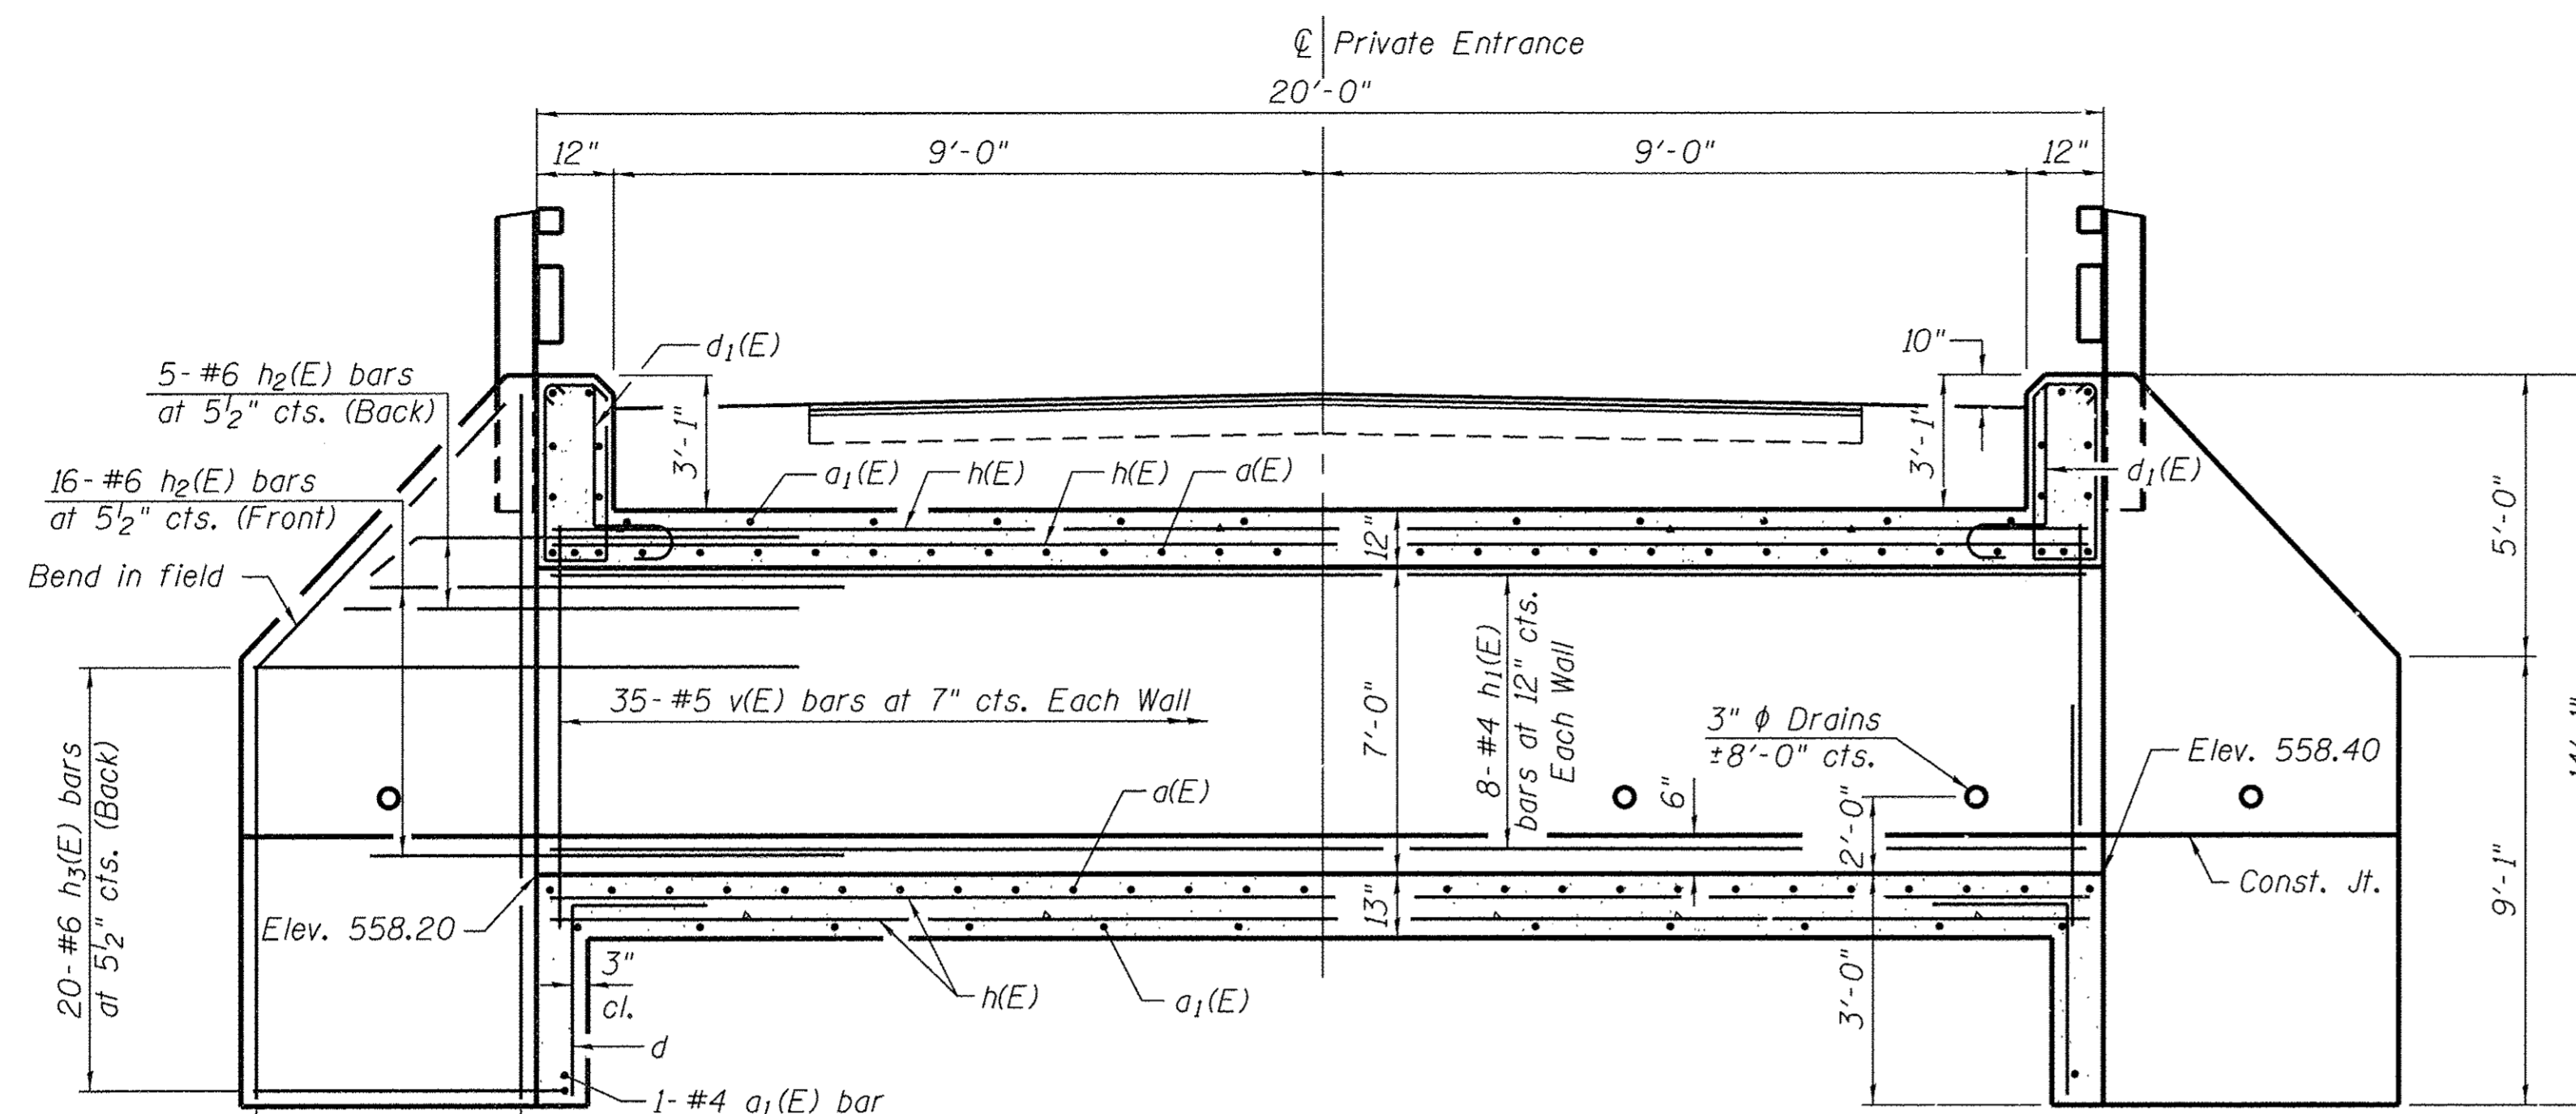 ℄ Private Entrance
20'-0"
12"
9'-0"
9'-0"
12"
d1(E)
10"
5-#6 h2(E) bars
at 5½" cts. (Back)
3'-1"
3'-1"
16-#6 h2(E) bars
at 5½" cts. (Front)
a1(E)
h(E)
h(E)
a(E)
d1(E)
5'-0"
12"
Bend in field
8-#4 h1(E)
bars at 12" cts.
Each Wall
35-#5 v(E) bars at 7" cts. Each Wall
7'-0"
3" ϕ Drains
±8'-0" cts.
Elev. 558.40
20-#6 h3(E) bars
at 5½" cts. (Back)
a(E)
6"
2'-0"
Const. Jt.
9'-1"
Elev. 558.20
13"
3"
cl.
h(E)
a1(E)
3'-0"
d
1-#4 a1(E) bar